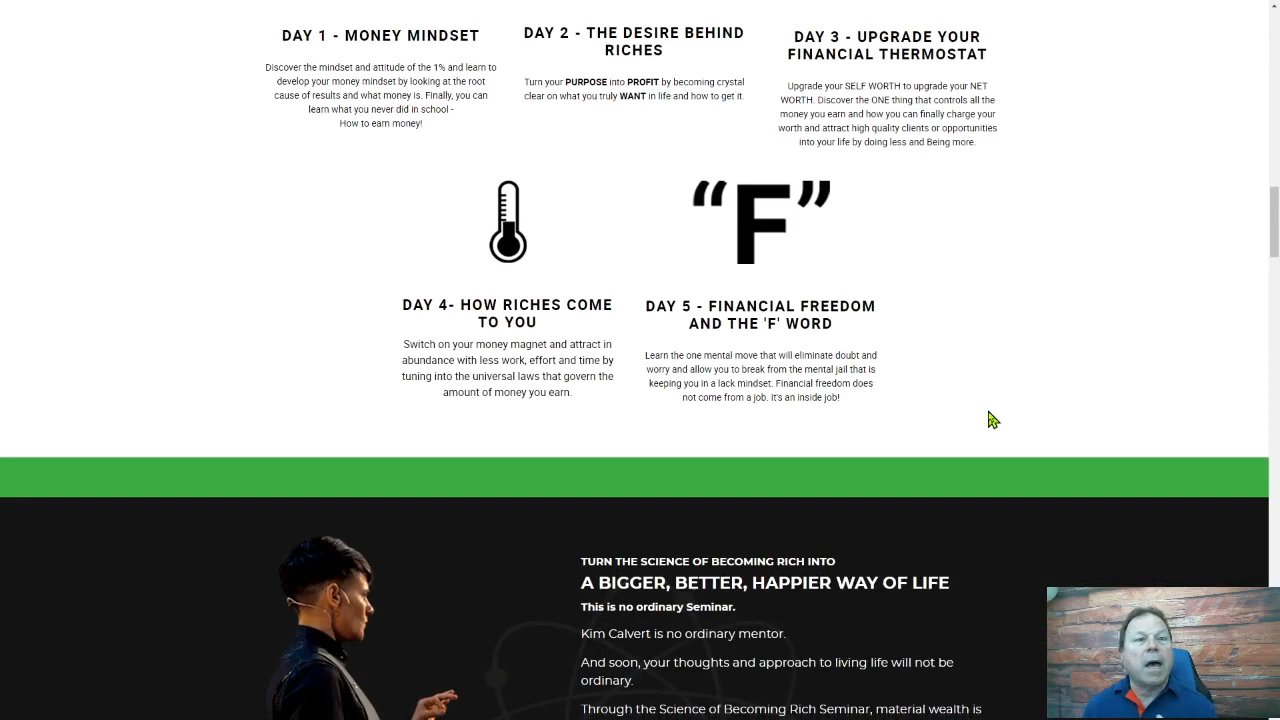 DAY 1 - MONEY MINDSET
Discover the mindset and attitude of the 1% and learn to
develop your money mindset by looking at the root
cause of results and what money is. Finally, you can
learn what you never did in school -
How to earn money!
DAY 2 - THE DESIRE BEHIND
RICHES
Turn your PURPOSE into PROFIT by becoming crystal
clear on what you truly WANT in life and how to get it.
DAY 3 - UPGRADE YOUR
FINANCIAL THERMOSTAT
Upgrade your SELF WORTH to upgrade your NET
WORTH. Discover the ONE thing that controls all the
money you earn and how you can finally charge your
worth and attract high quality clients or opportunities
into your life by doing less and Being more.
“F”
DAY 4- HOW RICHES COME
TO YOU
Switch on your money magnet and attract in
abundance with less work, effort and time by
tuning into the universal laws that govern the
amount of money you earn.
DAY 5 - FINANCIAL FREEDOM
AND THE 'F' WORD
Learn the one mental move that will eliminate doubt and
worry and allow you to break from the mental jail that is
keeping you in a lack mindset. Financial freedom does
not come from a job. It's an inside job!
TURN THE SCIENCE OF BECOMING RICH INTO
A BIGGER, BETTER, HAPPIER WAY OF LIFE
This is no ordinary Seminar.
Kim Calvert is no ordinary mentor.
And soon, your thoughts and approach to living life will not be
ordinary.
Through the Science of Becoming Rich Seminar, material wealth is